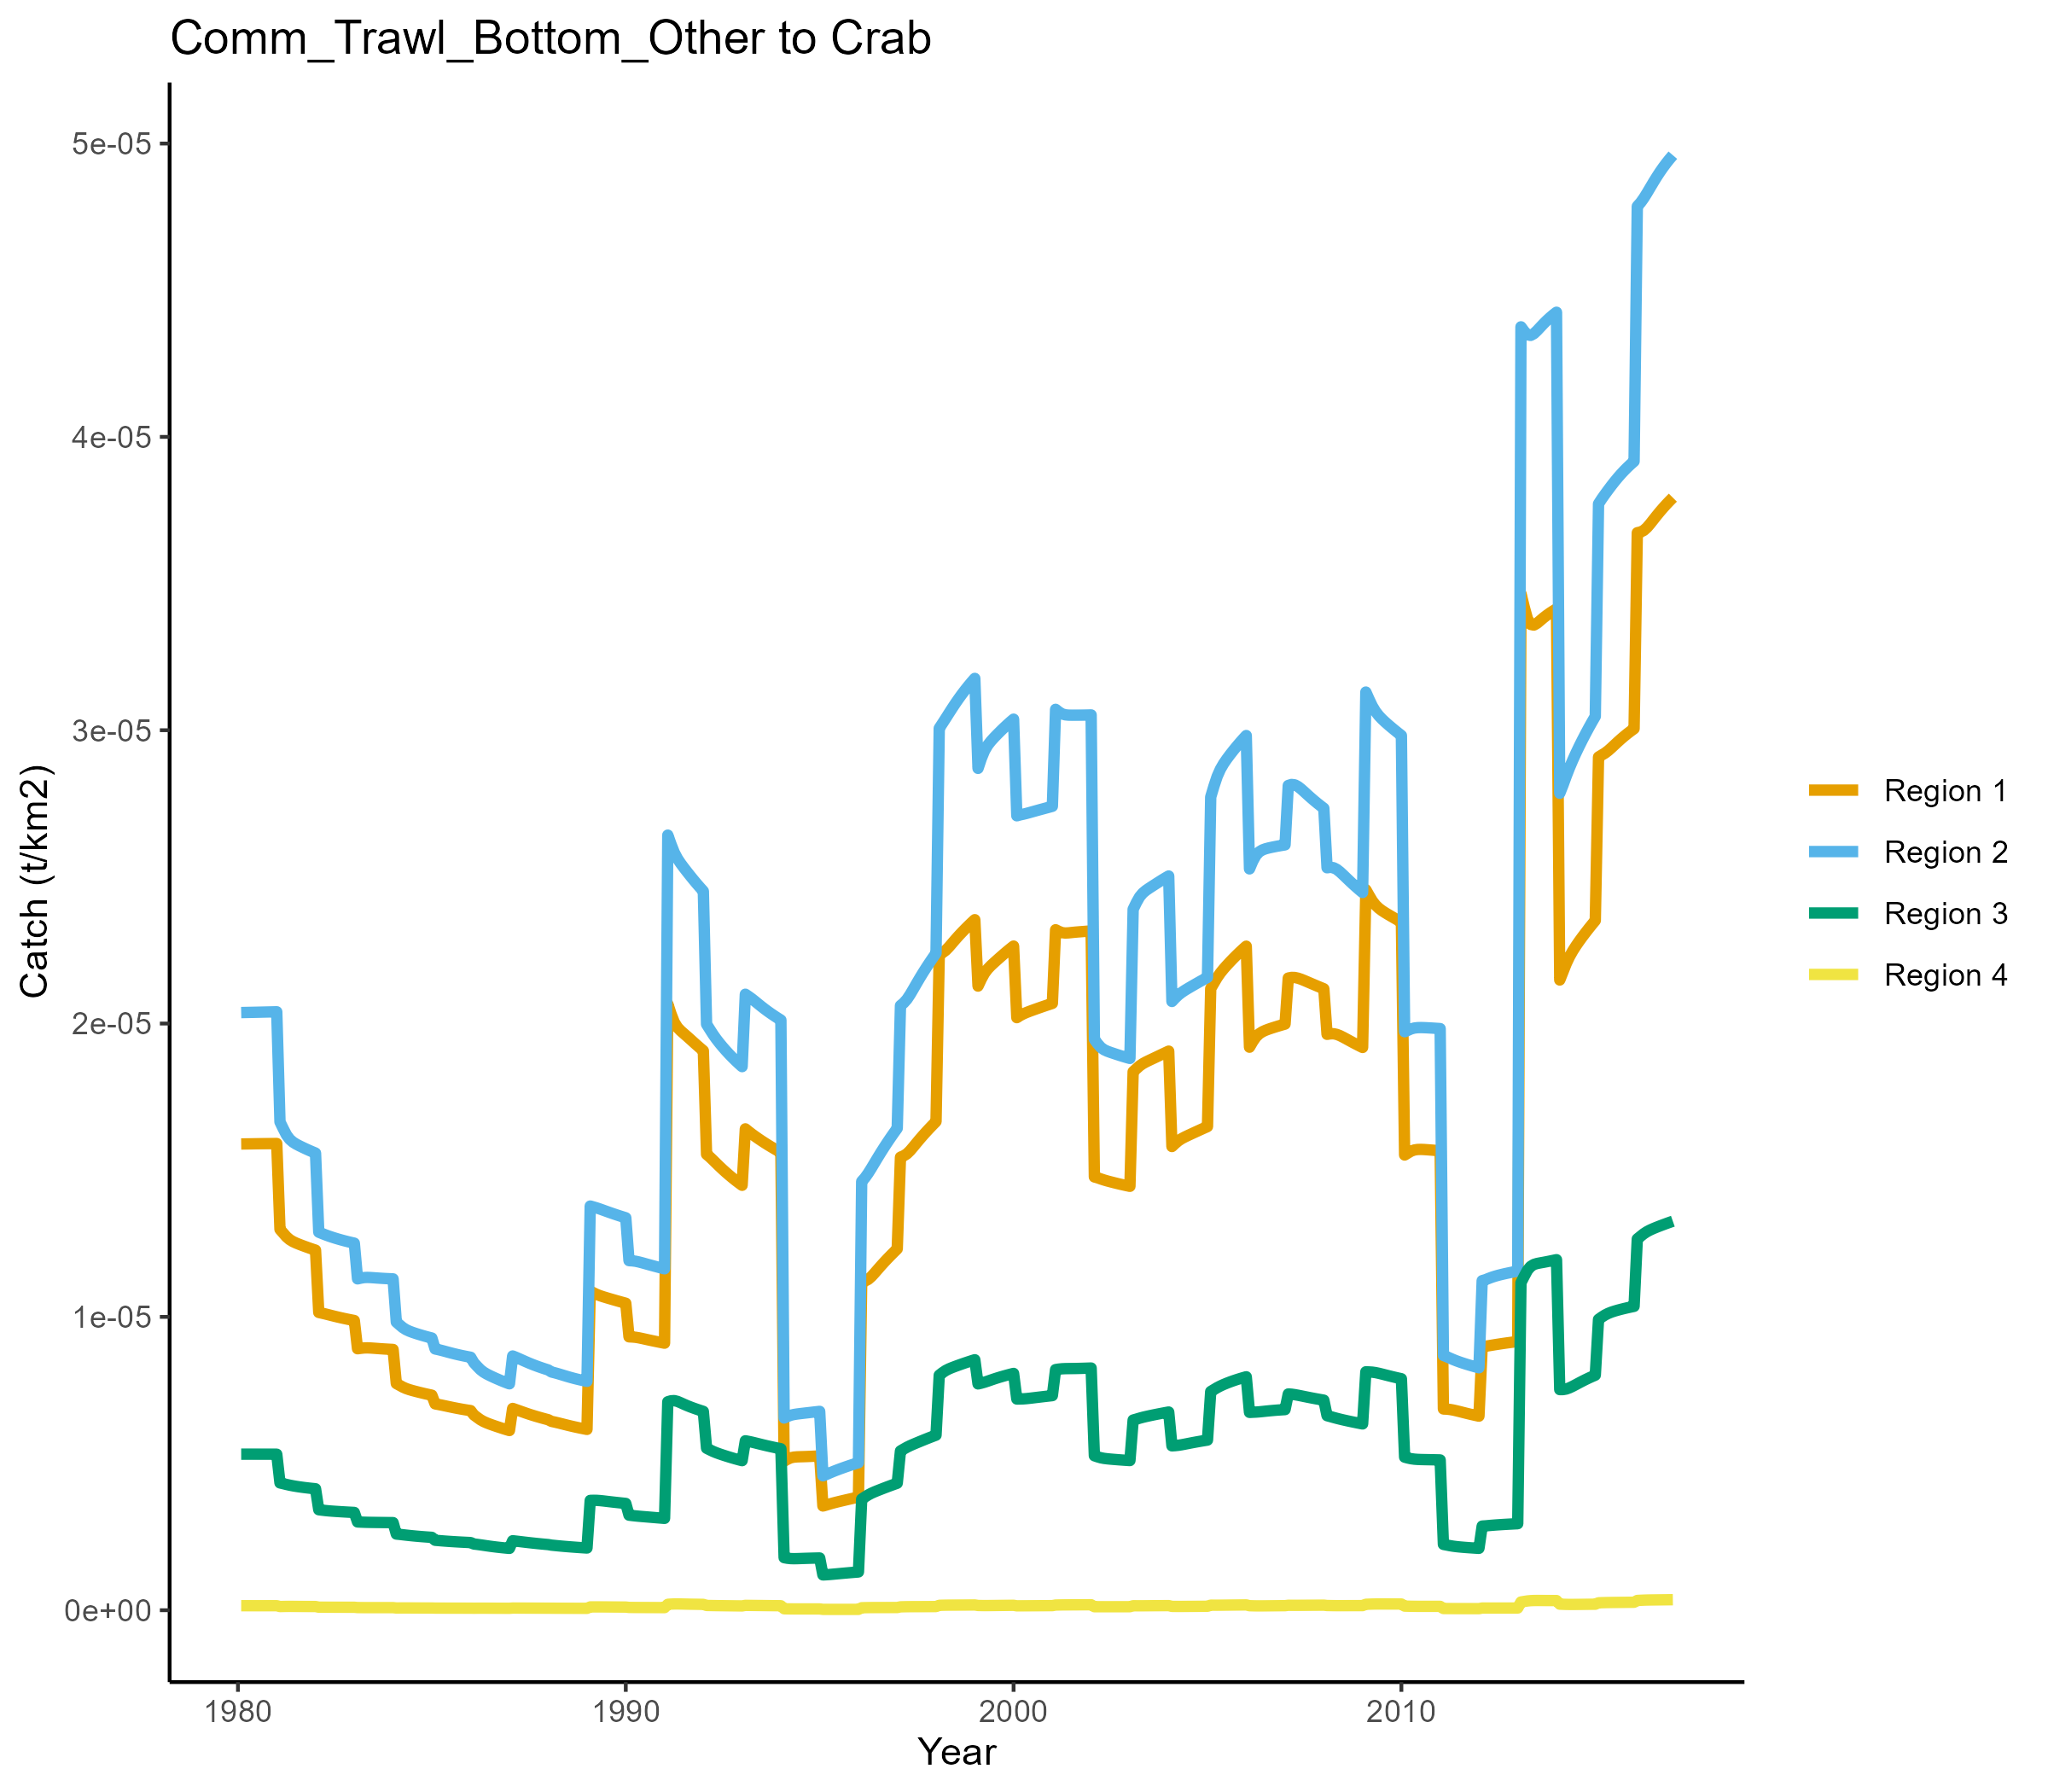 Comm_Trawl_Bottom_Other to Crab
5e-05
4e-05
3e-05
2e-05
1e-05
0e+00
Catch (t/km2)
1980
1990
2000
2010
Year
Region 1
Region 2
Region 3
Region 4